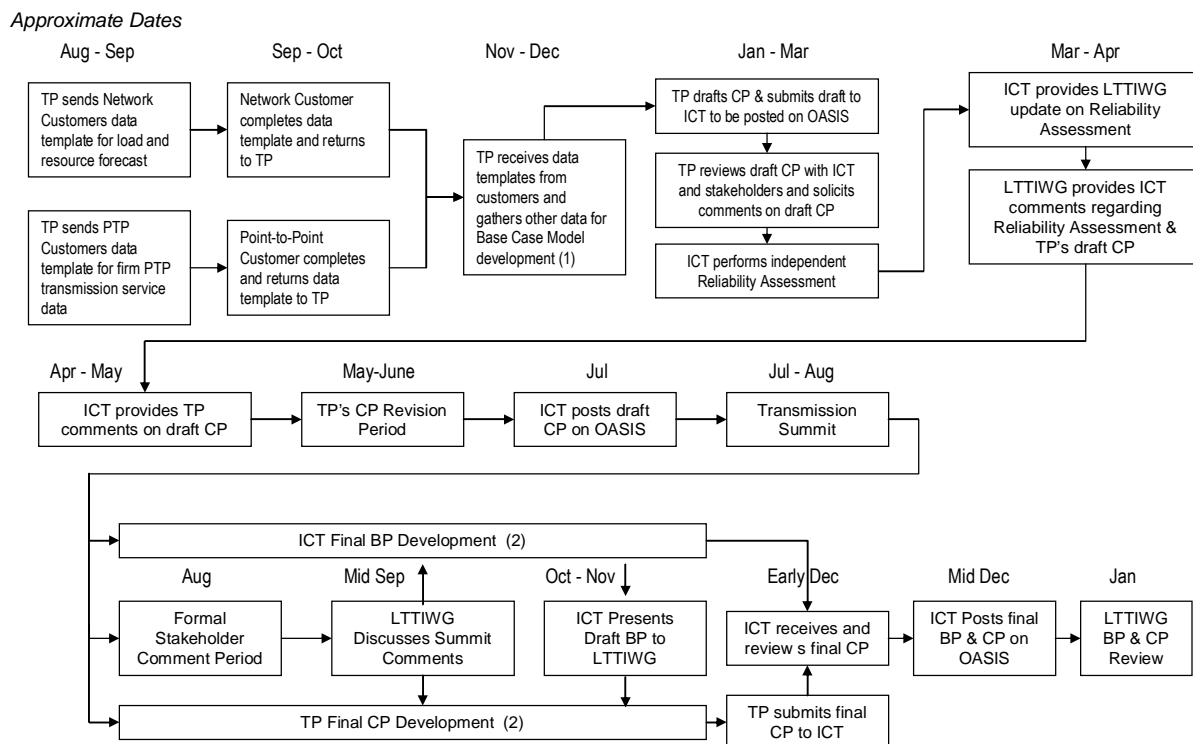 Approximate Dates
Aug - Sep
Sep - Oct
Nov - Dec
Jan - Mar
Mar - Apr
TP sends Network
Customers data
template for load and
resource forecast
Network Customer
completes data
template and returns
to TP
TP sends PTP
Customers data
template for firm PTP
transmission service
data
Point-to-Point
Customer completes
and returns data
template to TP
TP receives data
templates from
customers and
gathers other data for
Base Case Model
development (1)
TP drafts CP & submits draft to
ICT to be posted on OASIS
TP reviews draft CP with ICT
and stakeholders and solicits
comments on draft CP
ICT performs independent
Reliability Assessment
ICT provides LTTIWG
update on Reliability
Assessment
LTTIWG provides ICT
comments regarding
Reliability Assessment &
TP's draft CP
Apr - May
May-June
Jul
Jul - Aug
ICT provides TP
comments on draft CP
TP's CP Revision
Period
ICT posts draft
CP on OASIS
Transmission
Summit
ICT Final BP Development (2)
Aug
Mid Sep
Oct - Nov
Early Dec
Mid Dec
Jan
Formal
Stakeholder
Comment Period
LTTIWG
Discusses Summit
Comments
ICT Presents
Draft BP to
LTTIWG
ICT receives and
review s final CP
ICT Posts final
BP & CP on
OASIS
LTTIWG
BP & CP
Review
TP Final CP Development (2)
TP submits final
CP to ICT